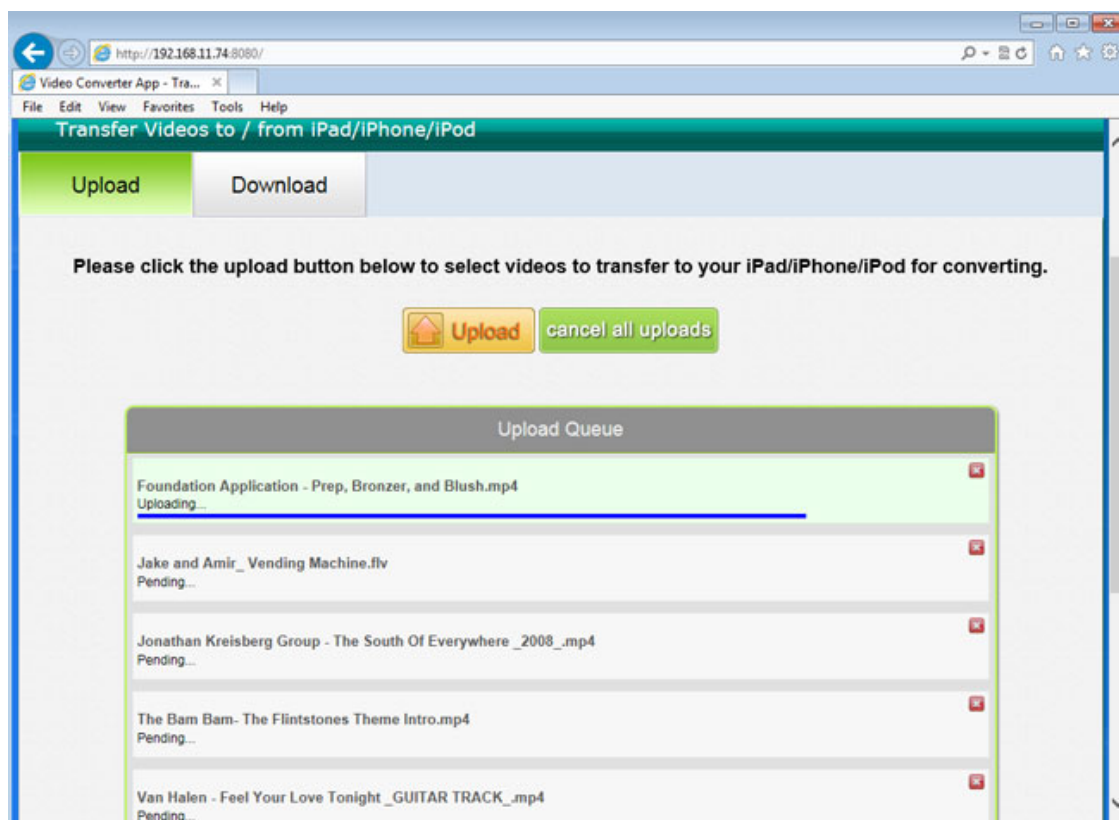 http://192.168.11.74:8080/
Video Converter App - Tra...
File Edit View Favorites Tools Help
Transfer Videos to / from iPad/iPhone/iPod
Upload Download
Please click the upload button below to select videos to transfer to your iPad/iPhone/iPod for converting.
Upload cancel all uploads
Upload Queue
Foundation Application - Prep, Bronzer, and Blush.mp4
Uploading...
Jake and Amir_ Vending Machine.flv
Pending...
Jonathan Kreisberg Group - The South Of Everywhere _2008_.mp4
Pending...
The Bam Bam- The Flintstones Theme Intro.mp4
Pending...
Van Halen - Feel Your Love Tonight _GUITAR TRACK_.mp4
Pending...